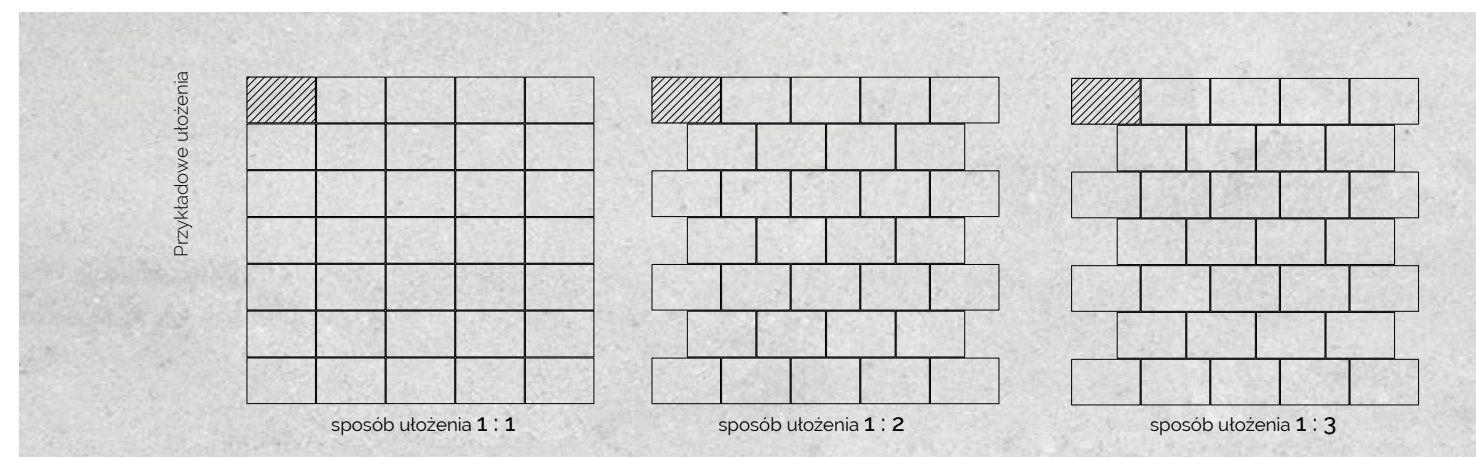 Przykładowe ułożenia
sposób ułożenia 1 : 1
sposób ułożenia 1 : 2
sposób ułożenia 1 : 3